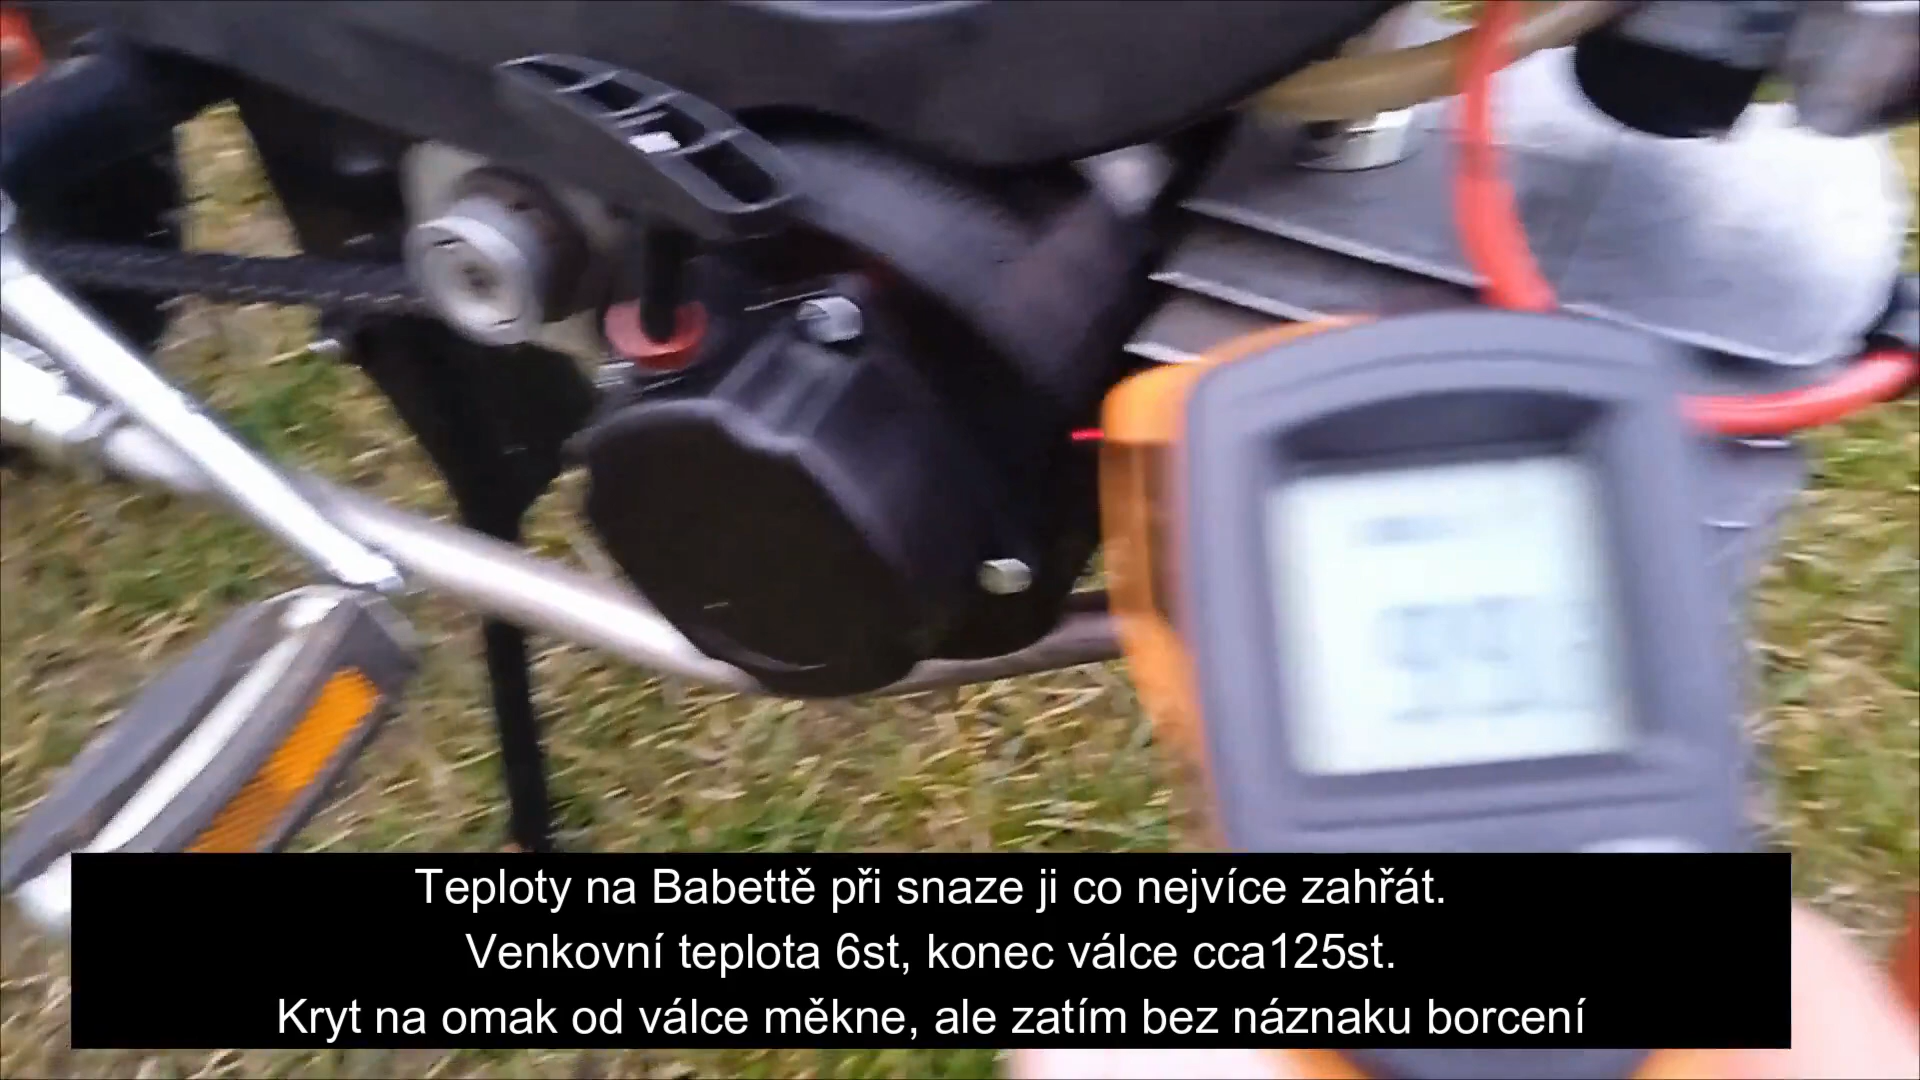 Teploty na Babettě při snaze ji co nejvíce zahřát.
Venkovní teplota 6st, konec válce cca125st.
Kryt na omak od válce měkne, ale zatím bez náznaku borcení